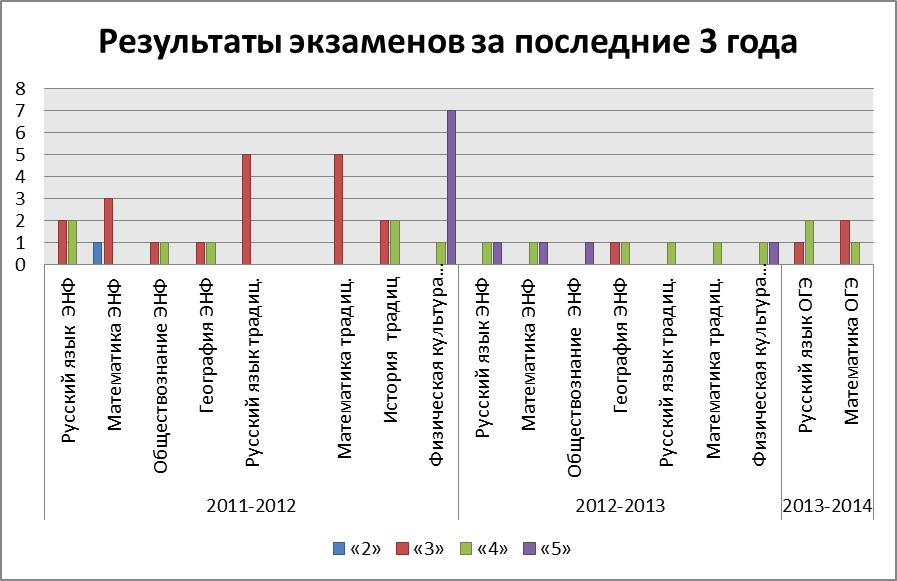 Результаты экзаменов за последние 3 года
8
7
6
5
4
3
2
1
0
Русский язык ЭНФ
Математика ЭНФ
Обществознание ЭНФ
География ЭНФ
Русский язык традиц.
Математика традиц.
История традиц
Физическая культура...
Русский язык ЭНФ
Математика ЭНФ
Обществознание ЭНФ
География ЭНФ
Русский язык традиц.
Математика традиц.
Физическая культура...
Русский язык ОГЭ
Математика ОГЭ
2011-2012
2012-2013
2013-2014
«2» «3» «4» «5»